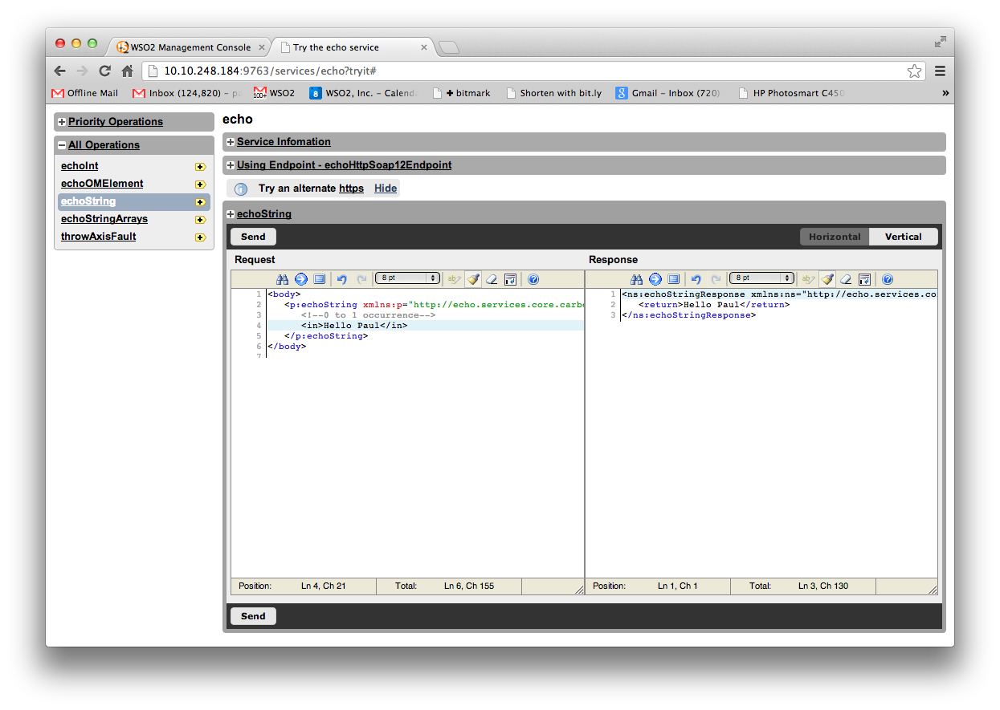 WSO2 Management Console
Try the echo service
10.10.248.184:9763/services/echo?tryit#
Offline Mail
Inbox (124,820) – pa
100+
WSO2
8
WSO2, Inc. – Calenda
+ bitmark
Shorten with bit.ly
8
Gmail – Inbox (720)
HP Photosmart C450
»
Priority Operations
All Operations
echoInt
echoOMElement
echoString
echoStringArrays
throwAxisFault
echo
Service Infomation
Using Endpoint - echoHttpSoap12Endpoint
Try an alternate https Hide
echoString
Send
Horizontal
Vertical
Request
8 pt
1 <body>
2 <p:echoString xmlns:p="http://echo.services.core.carbo
3 <!--0 to 1 occurrence-->
4 <in>Hello Paul</in>
5 </p:echoString>
6 </body>
7
Position: Ln 4, Ch 21 Total: Ln 6, Ch 155
Response
8 pt
1 <ns:echoStringResponse xmlns:ns="http://echo.services.co
2 <return>Hello Paul</return>
3 </ns:echoStringResponse>
Position: Ln 1, Ch 1 Total: Ln 3, Ch 130
Send